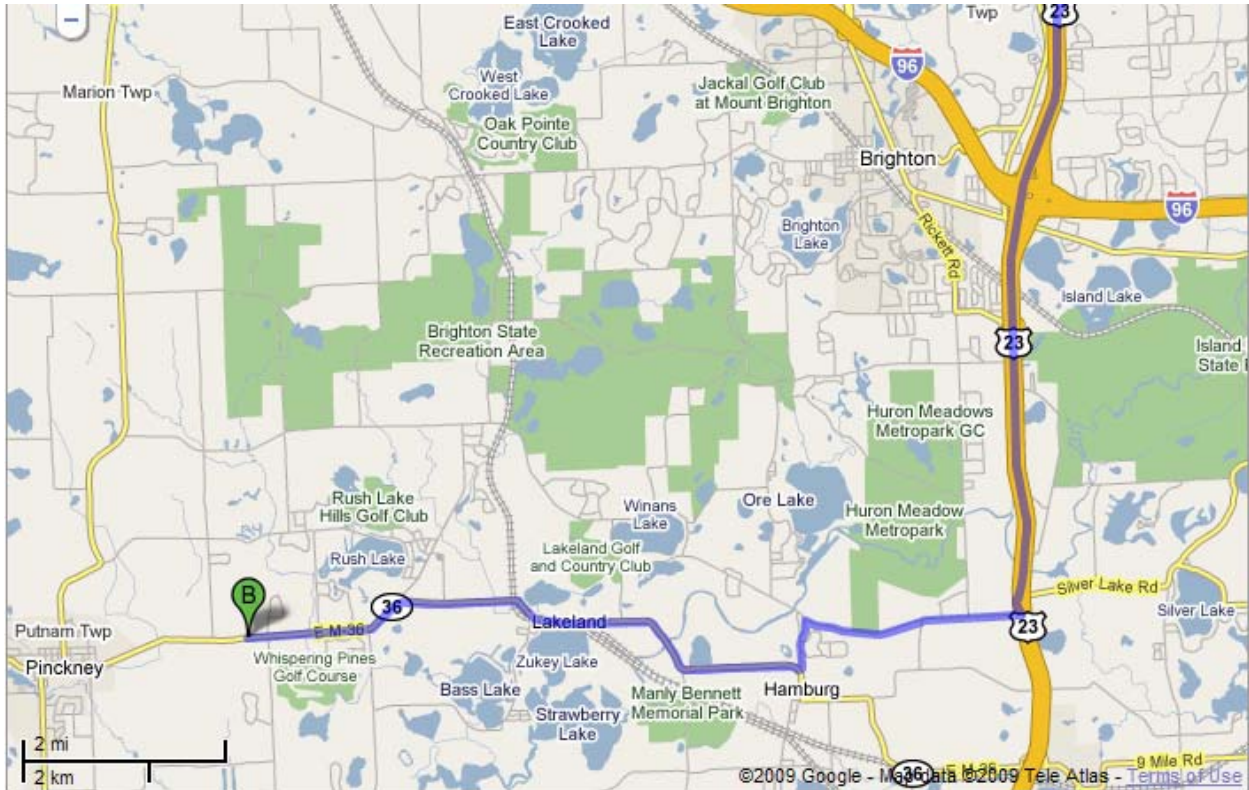 23
Twp
East Crooked
Lake
96
West
Crooked Lake
Jackal Golf Club
at Mount Brighton
Marion Twp
Oak Pointe
Country Club
Brighton
96
Brighton
Lake
Rickett Rd
Island Lake
Brighton State
Recreation Area
23
Island
State
Huron Meadows
Metropark GC
Rush Lake
Hills Golf Club
Winans
Lake
Ore Lake
Huron Meadow
Metropark
Lakeland Golf
and Country Club
Rush Lake
B
36
Silver Lake Rd
Silver Lake
Putnam Twp
E M-36
Lakeland
23
Pinckney
Whispering Pines
Golf Course
Zukey Lake
Bass Lake
Manly Bennett
Memorial Park
Hamburg
Strawberry
Lake
2 mi
2 km
36
E M-36
9 Mile Rd
©2009 Google - Map data ©2009 Tele Atlas - Terms of Use